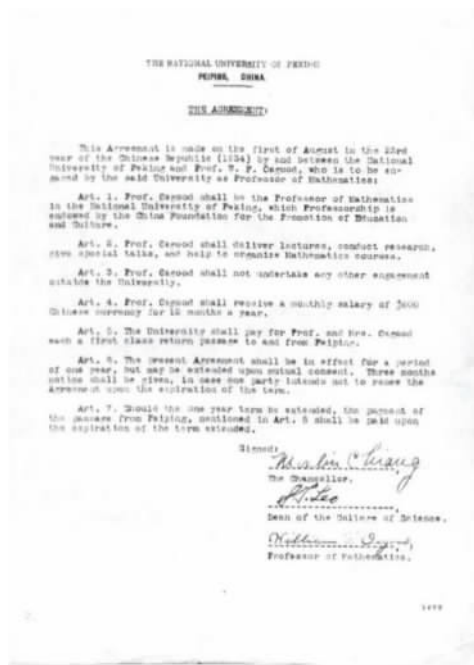 THE NATIONAL UNIVERSITY OF PEKING
PEIPING, CHINA
THE AGREEMENT:
This Agreement is made on the first of August in the 23rd
year of the Chinese Republic (1934) by and between the National
University of Peking and Prof. W. F. Osgood, who is to be en-
gaged by the said University as Professor of Mathematics:
Art. 1. Prof. Osgood shall be the Professor of Mathematics
in the National University of Peking, which Professorship is
endowed by the China Foundation for the Promotion of Education
and Culture.
Art. 2. Prof. Osgood shall deliver lectures, conduct research,
give special talks, and help to organize Mathematics courses.
Art. 3. Prof. Osgood shall not undertake any other engagement
outside the University.
Art. 4. Prof. Osgood shall receive a monthly salary of
Chinese currency for 12 months a year.
Art. 5. The University shall pay for Prof. and Mrs. Osgood
each a first class return passage to and from Peiping.
Art. 6. The present Agreement shall be in effect for a period
of one year, but may be extended upon mutual consent. Three months
notice shall be given, in case one party intends not to renew the
Agreement upon the expiration of the term.
Art. 7. Should the one year term be extended, the payment of
the passage from Peiping, mentioned in Art. 5 shall be paid upon
the expiration of the term extended.
Signed:
Chiang
The Chancellor.
Dean of the College of Science.
William
Professor of Mathematics.